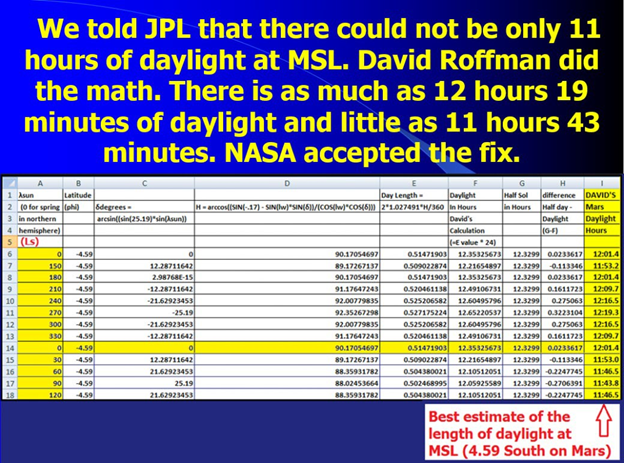 We told JPL that there could not be only 11
hours of daylight at MSL. David Roffman did
the math. There is as much as 12 hours 19
minutes of daylight and little as 11 hours 43
minutes. NASA accepted the fix.
A B C D E F G H I
1 λsun Latitude Day Length = Daylight Half Sol difference DAVID'S
2 (0 for spring (phi) δdegrees = H = arccos((SIN(-.17) - SIN(lw)*SIN(δ))/(COS(lw)*COS(δ))) 2*1.027491*H/360 In Hours in Hours Half day - Mars
3 in northern arcsin((sin(25.19)*sin(λsun)) David's Daylight Daylight
4 hemisphere) Calculation (G-F) Hours
5 (Ls) (=E value * 24)
6 0 -4.59 0 90.17054697 0.51471903 12.35325673 12.3299 0.0233617 12:01.4
7 150 -4.59 12.28711642 89.17267137 0.509022874 12.21654897 12.3299 -0.113346 11:53.2
8 180 -4.59 2.98768E-15 90.17054697 0.51471903 12.35325673 12.3299 0.0233617 12:01.4
9 210 -4.59 -12.28711642 91.17647243 0.520461138 12.49106731 12.3299 0.1611723 12:09.7
10 240 -4.59 -21.62923453 92.00779835 0.525206582 12.60495796 12.3299 0.275063 12:16.5
11 270 -4.59 -25.19 92.35267298 0.527175224 12.65220537 12.3299 0.3223104 12:19.3
12 300 -4.59 -21.62923453 92.00779835 0.525206582 12.60495796 12.3299 0.275063 12:16.5
13 330 -4.59 -12.28711642 91.17647243 0.520461138 12.49106731 12.3299 0.1611723 12:09.7
14 0 -4.59 0 90.17054697 0.51471903 12.35325673 12.3299 0.0233617 12:01.4
15 30 -4.59 12.28711642 89.17267137 0.509022874 12.21654897 12.3299 -0.113346 11:53.0
16 60 -4.59 21.62923453 88.35931782 0.504380021 12.10512051 12.3299 -0.2247745 11:46.5
17 90 -4.59 25.19 88.02453664 0.502468995 12.05925589 12.3299 -0.2706391 11:43.8
18 120 -4.59 21.62923453 88.35931782 0.504380021 12.10512051 12.3299 -0.2247745 11:46.5
Best estimate of the
length of daylight at
MSL (4.59 South on Mars)